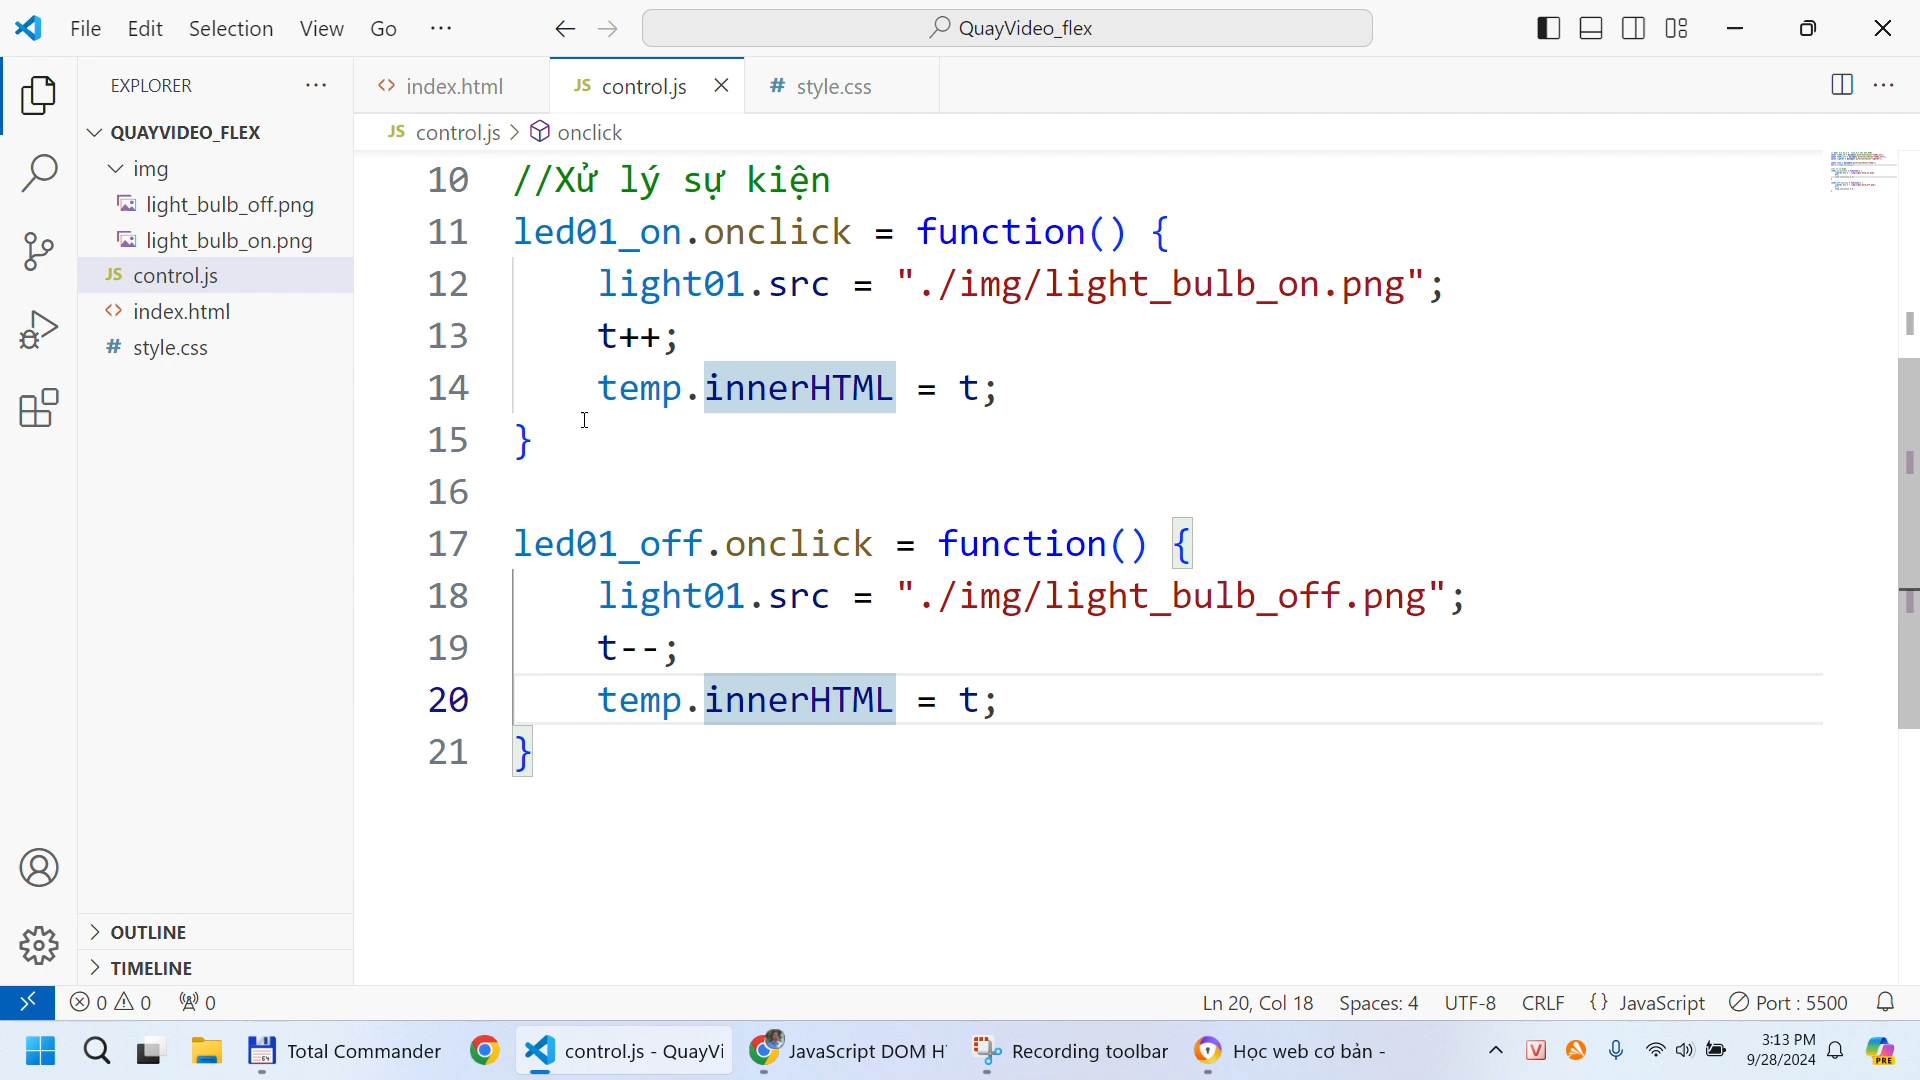 File Edit Selection View Go ···
QuayVideo_flex
EXPLORER ···
index.html
JS control.js
# style.css
QUAYVIDEO_FLEX
JS control.js > onclick
img
light_bulb_off.png
light_bulb_on.png
JS control.js
<> index.html
# style.css
10 //Xử lý sự kiện
11 led01_on.onclick = function() {
12 light01.src = "./img/light_bulb_on.png";
13 t++;
14 temp.innerHTML = t;
15 }
16
17 led01_off.onclick = function() {
18 light01.src = "./img/light_bulb_off.png";
19 t--;
20 temp.innerHTML = t;
21 }
OUTLINE
TIMELINE
0 0 0
Ln 20, Col 18 Spaces: 4 UTF-8 CRLF {} JavaScript Port : 5500
Total Commander
control.js - QuayVi
JavaScript DOM H
Recording toolbar
Học web cơ bản -
3:13 PM
9/28/2024
PRE